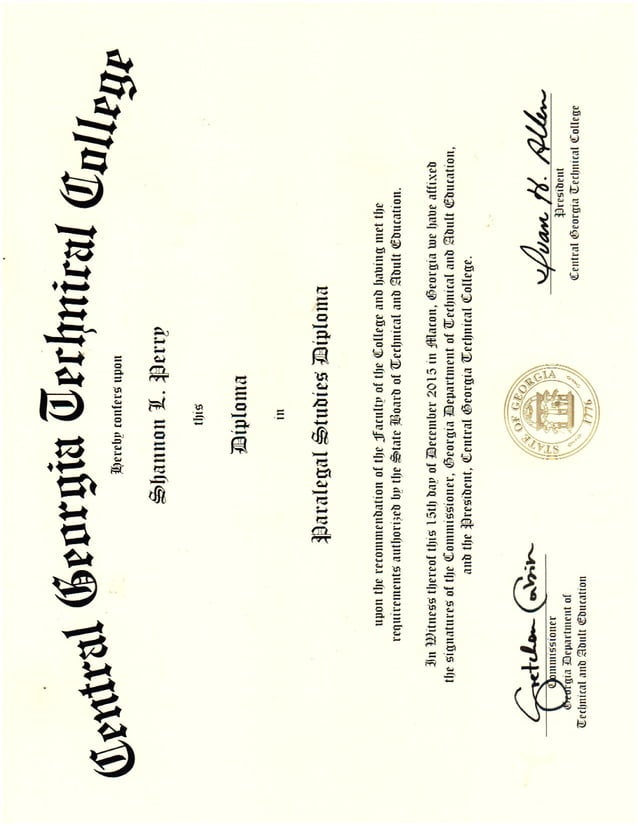 Central Georgia Technical College
Hereby confers upon
Shannon L. Perry
this
Diploma
in
Paralegal Studies Diploma
upon the recommendation of the Faculty of the College and having met the
requirements authorized by the State Board of Technical and Adult Education.
In Witness thereof this 15th day of December 2015 in Macon, Georgia we have affixed
the signatures of the Commissioner, Georgia Department of Technical and Adult Education,
and the President, Central Georgia Technical College.
Gretchen Corbin
Commissioner
Georgia Department of
Technical and Adult Education
STATE OF GEORGIA
1776
Ivan H. Allen
President
Central Georgia Technical College